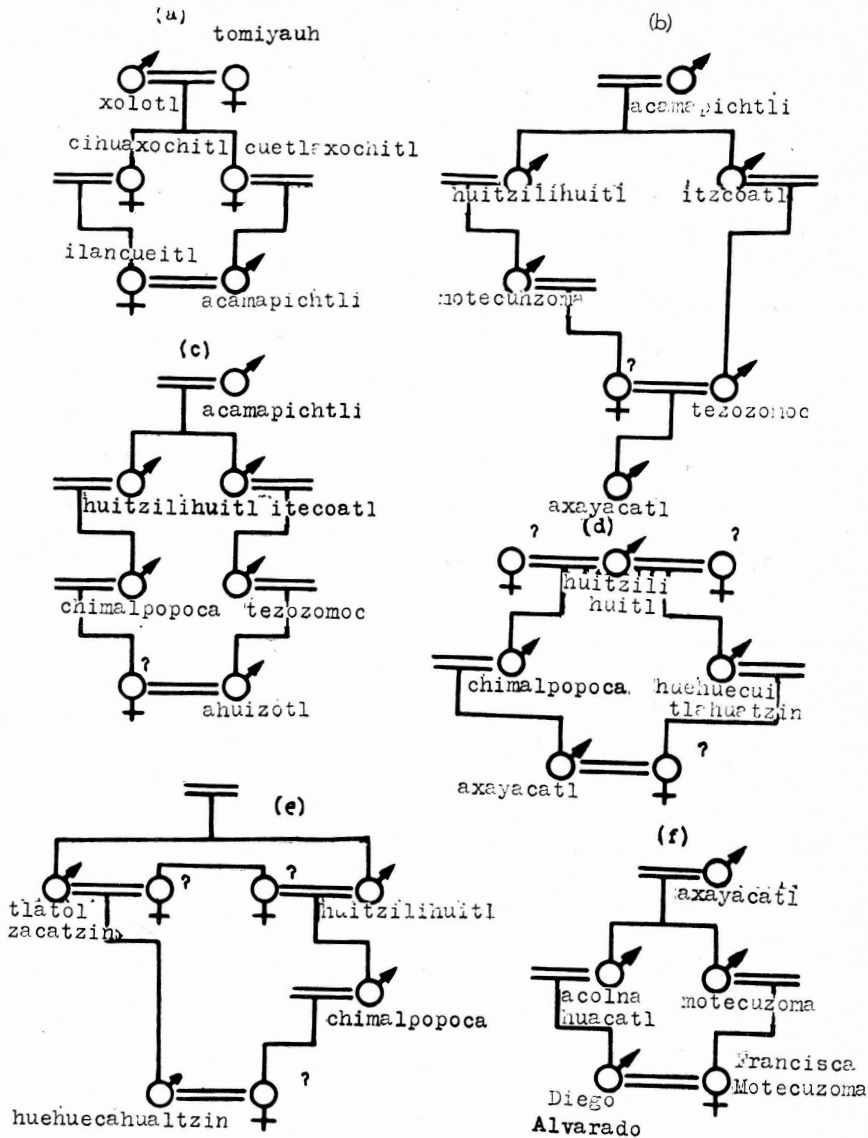 (a)
tomiyauh
xolotl
cihuaxochitl cuetlaxochitl
ilancueitl
acamapichtli
(b)
acamapichtli
huitzilihuitl itzcoatl
motecuhzoma
?
tezozomoc
axayacatl
(c)
acamapichtli
huitzilihuitl itecoatl
chimalpopoca tezozomoc
?
ahuizotl
(d)
? ?
huitzili
huitl
chimalpopoca huehuecui
tlahuatzin
?
axayacatl
(e)
? ?
tlatol huitzilihuitl
zacatzin
chimalpopoca
?
huehuecahualtzin
(f)
axayacatl
acolna motecuzoma
huacatl
Francisca
Motecuzoma
Diego
Alvarado